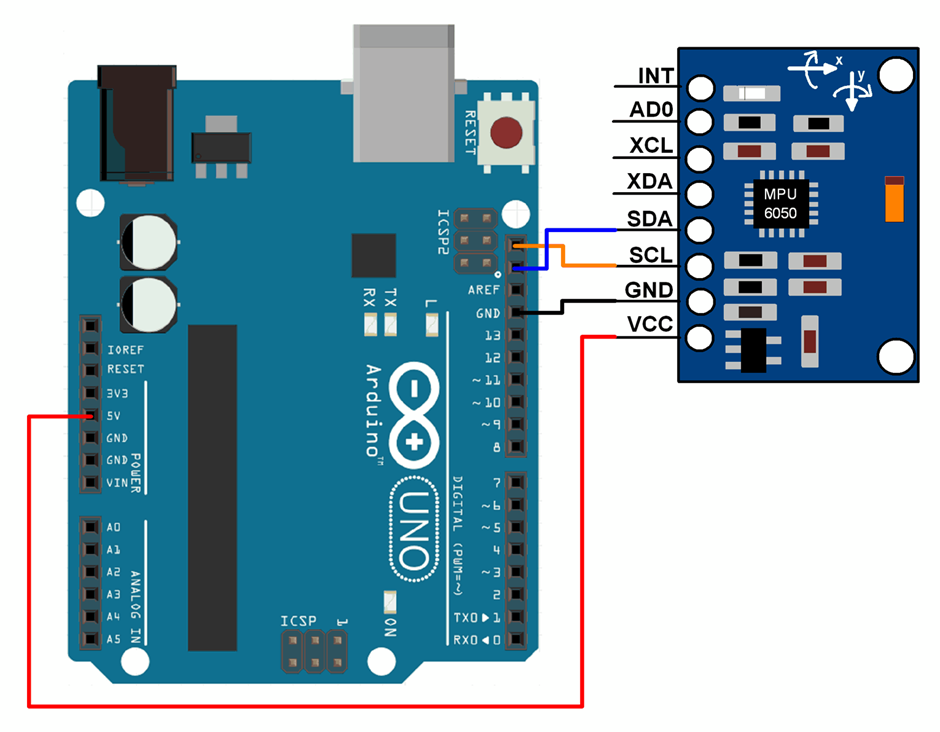 RESET
ICSP2
AREF
GND
13
12
~11
~10
~9
8
7
~6
~5
4
~3
2
TX0▶1
RX0◀0
DIGITAL (PWM=~)
RX
TX
L
Arduino™
UNO
ON
ICSP
1
IOREF
RESET
3V3
5V
GND
GND
VIN
POWER
A0
A1
A2
A3
A4
A5
ANALOG IN
INT
AD0
XCL
XDA
SDA
SCL
GND
VCC
x
y
MPU
6050